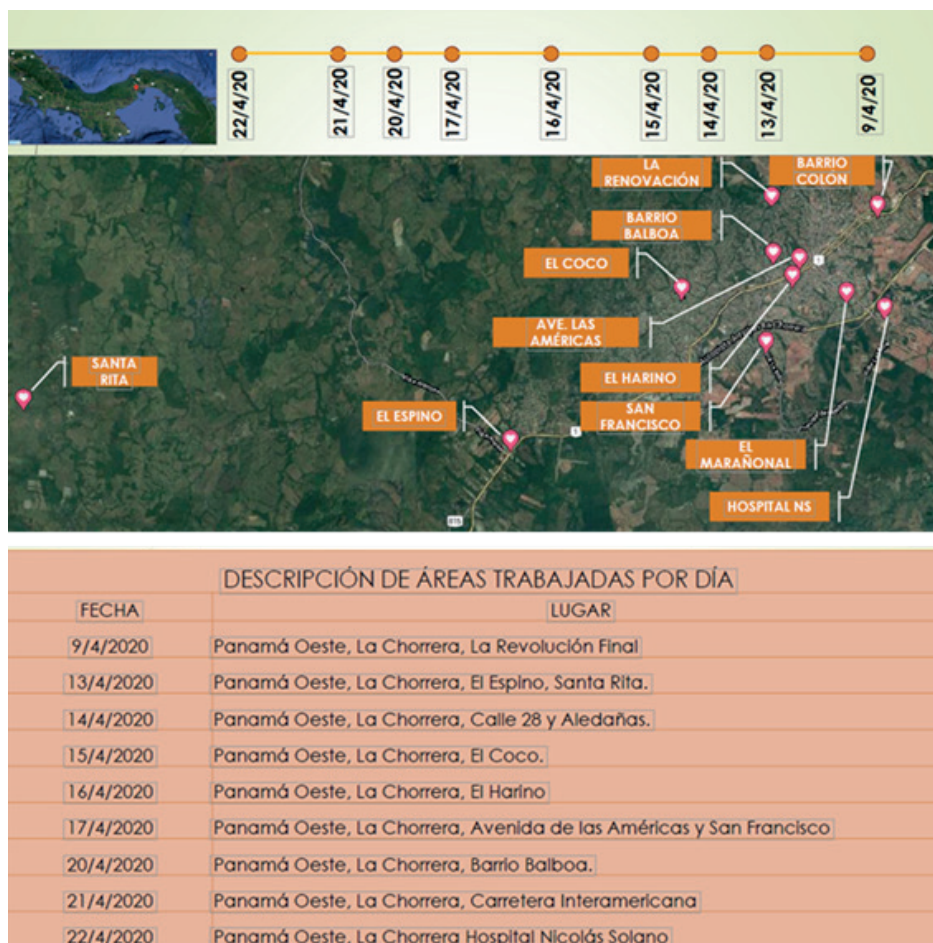 22/4/20
21/4/20
20/4/20
17/4/20
16/4/20
15/4/20
14/4/20
13/4/20
9/4/20
LA
RENOVACIÓN
BARRIO
COLÓN
BARRIO
BALBOA
EL COCO
1
AVE. LAS
AMÉRICAS
SANTA
RITA
EL HARINO
EL ESPINO
SAN
FRANCISCO
1
EL
MARAÑONAL
HOSPITAL NS
DESCRIPCIÓN DE ÁREAS TRABAJADAS POR DÍA
FECHA LUGAR
9/4/2020 Panamá Oeste, La Chorrera, La Revolución Final
13/4/2020 Panamá Oeste, La Chorrera, El Espino, Santa Rita.
14/4/2020 Panamá Oeste, La Chorrera, Calle 28 y Aledañas.
15/4/2020 Panamá Oeste, La Chorrera, El Coco.
16/4/2020 Panamá Oeste, La Chorrera, El Harino
17/4/2020 Panamá Oeste, La Chorrera, Avenida de las Américas y San Francisco
20/4/2020 Panamá Oeste, La Chorrera, Barrio Balboa.
21/4/2020 Panamá Oeste, La Chorrera, Carretera Interamericana
22/4/2020 Panamá Oeste, La Chorrera Hospital Nicolás Solano